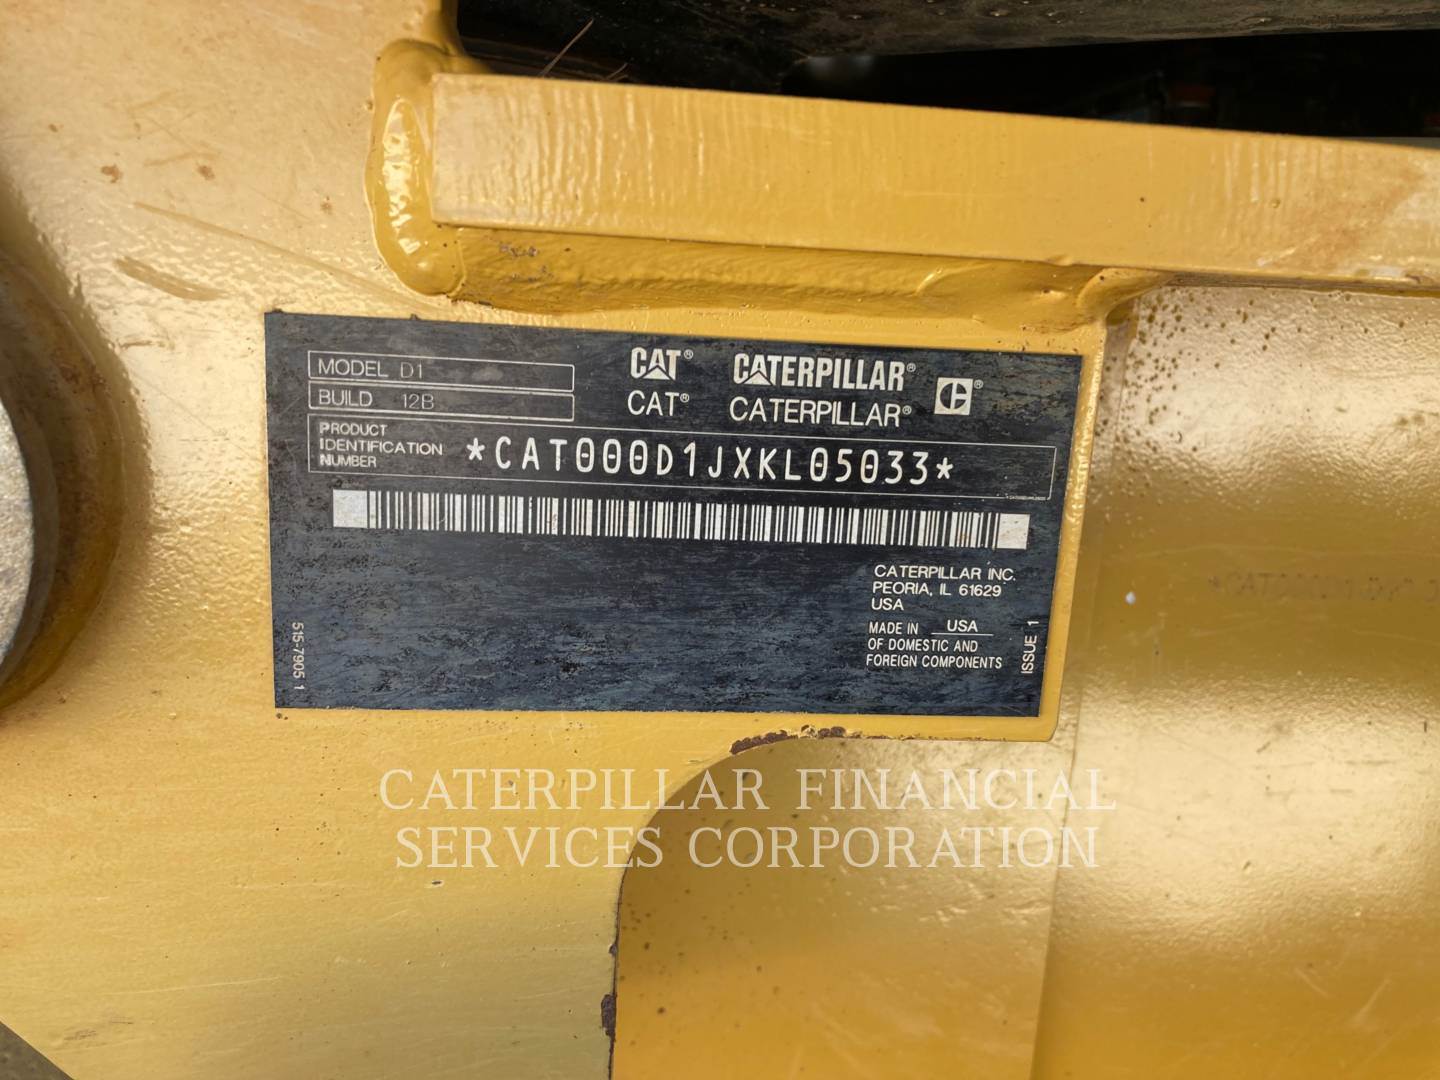 MODEL D1
BUILD 12B
CAT® CATERPILLAR®
CAT® CATERPILLAR®
PRODUCT
IDENTIFICATION
NUMBER
*CAT000D1JXKL05033*
CATERPILLAR INC.
PEORIA, IL 61629
USA
MADE IN USA
OF DOMESTIC AND
FOREIGN COMPONENTS
ISSUE 1
515-7905 1
CATERPILLAR FINANCIAL
SERVICES CORPORATION